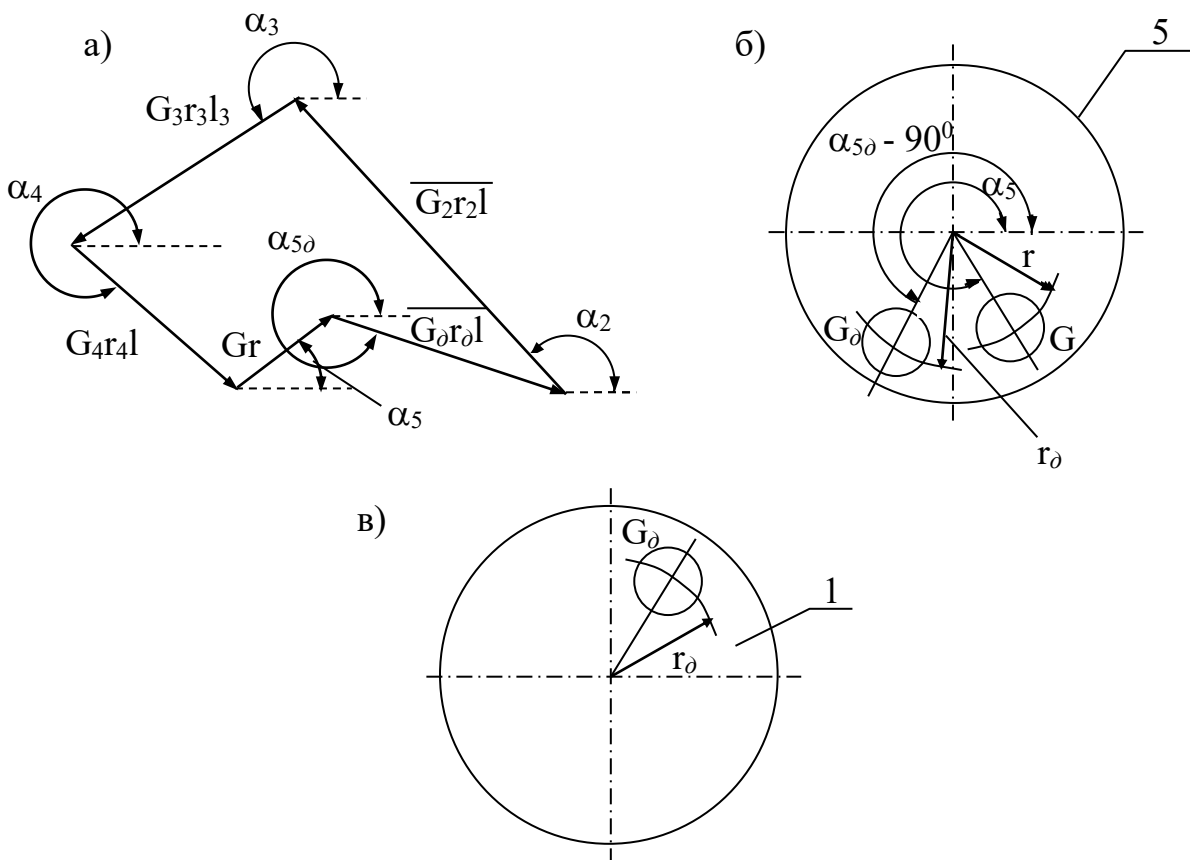 а)
α₃
G₃r₃l₃
α₄
G₂r₂l
α₅∂
G∂r∂l
α₂
G₄r₄l
Gr
α₅
б)
5
α₅∂ - 90⁰
α₅
r
G∂
G
r∂
в)
G∂
1
r∂